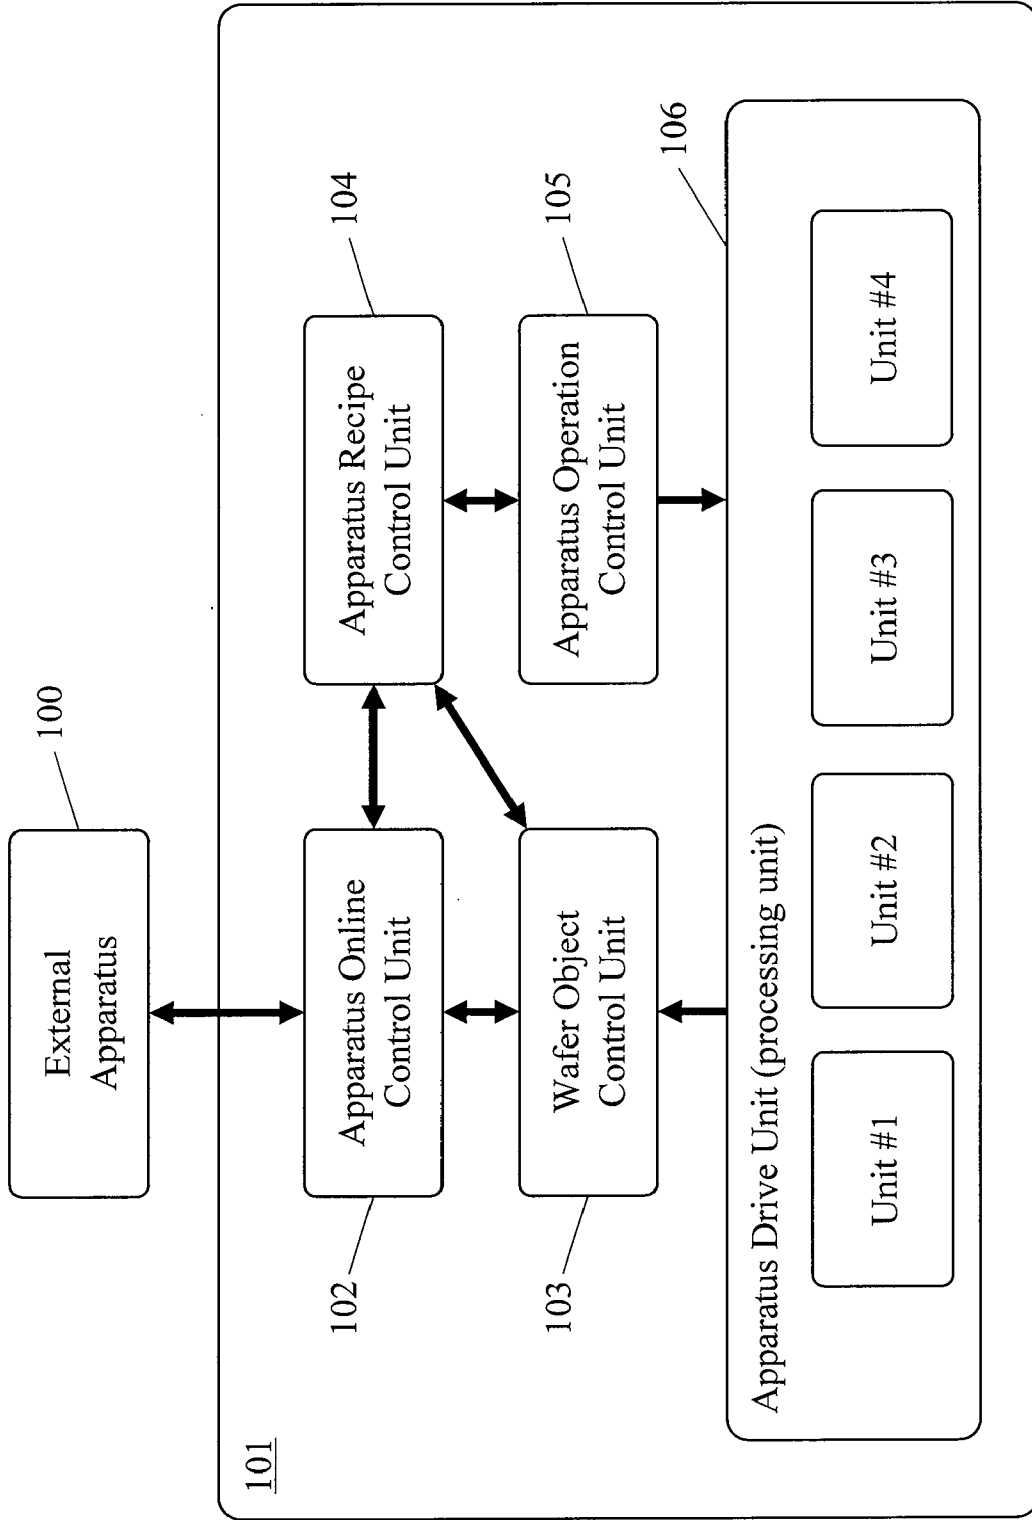 100
External
Apparatus
101
102
Apparatus Online
Control Unit
104
Apparatus Recipe
Control Unit
103
Wafer Object
Control Unit
105
Apparatus Operation
Control Unit
106
Apparatus Drive Unit (processing unit)
Unit #1
Unit #2
Unit #3
Unit #4